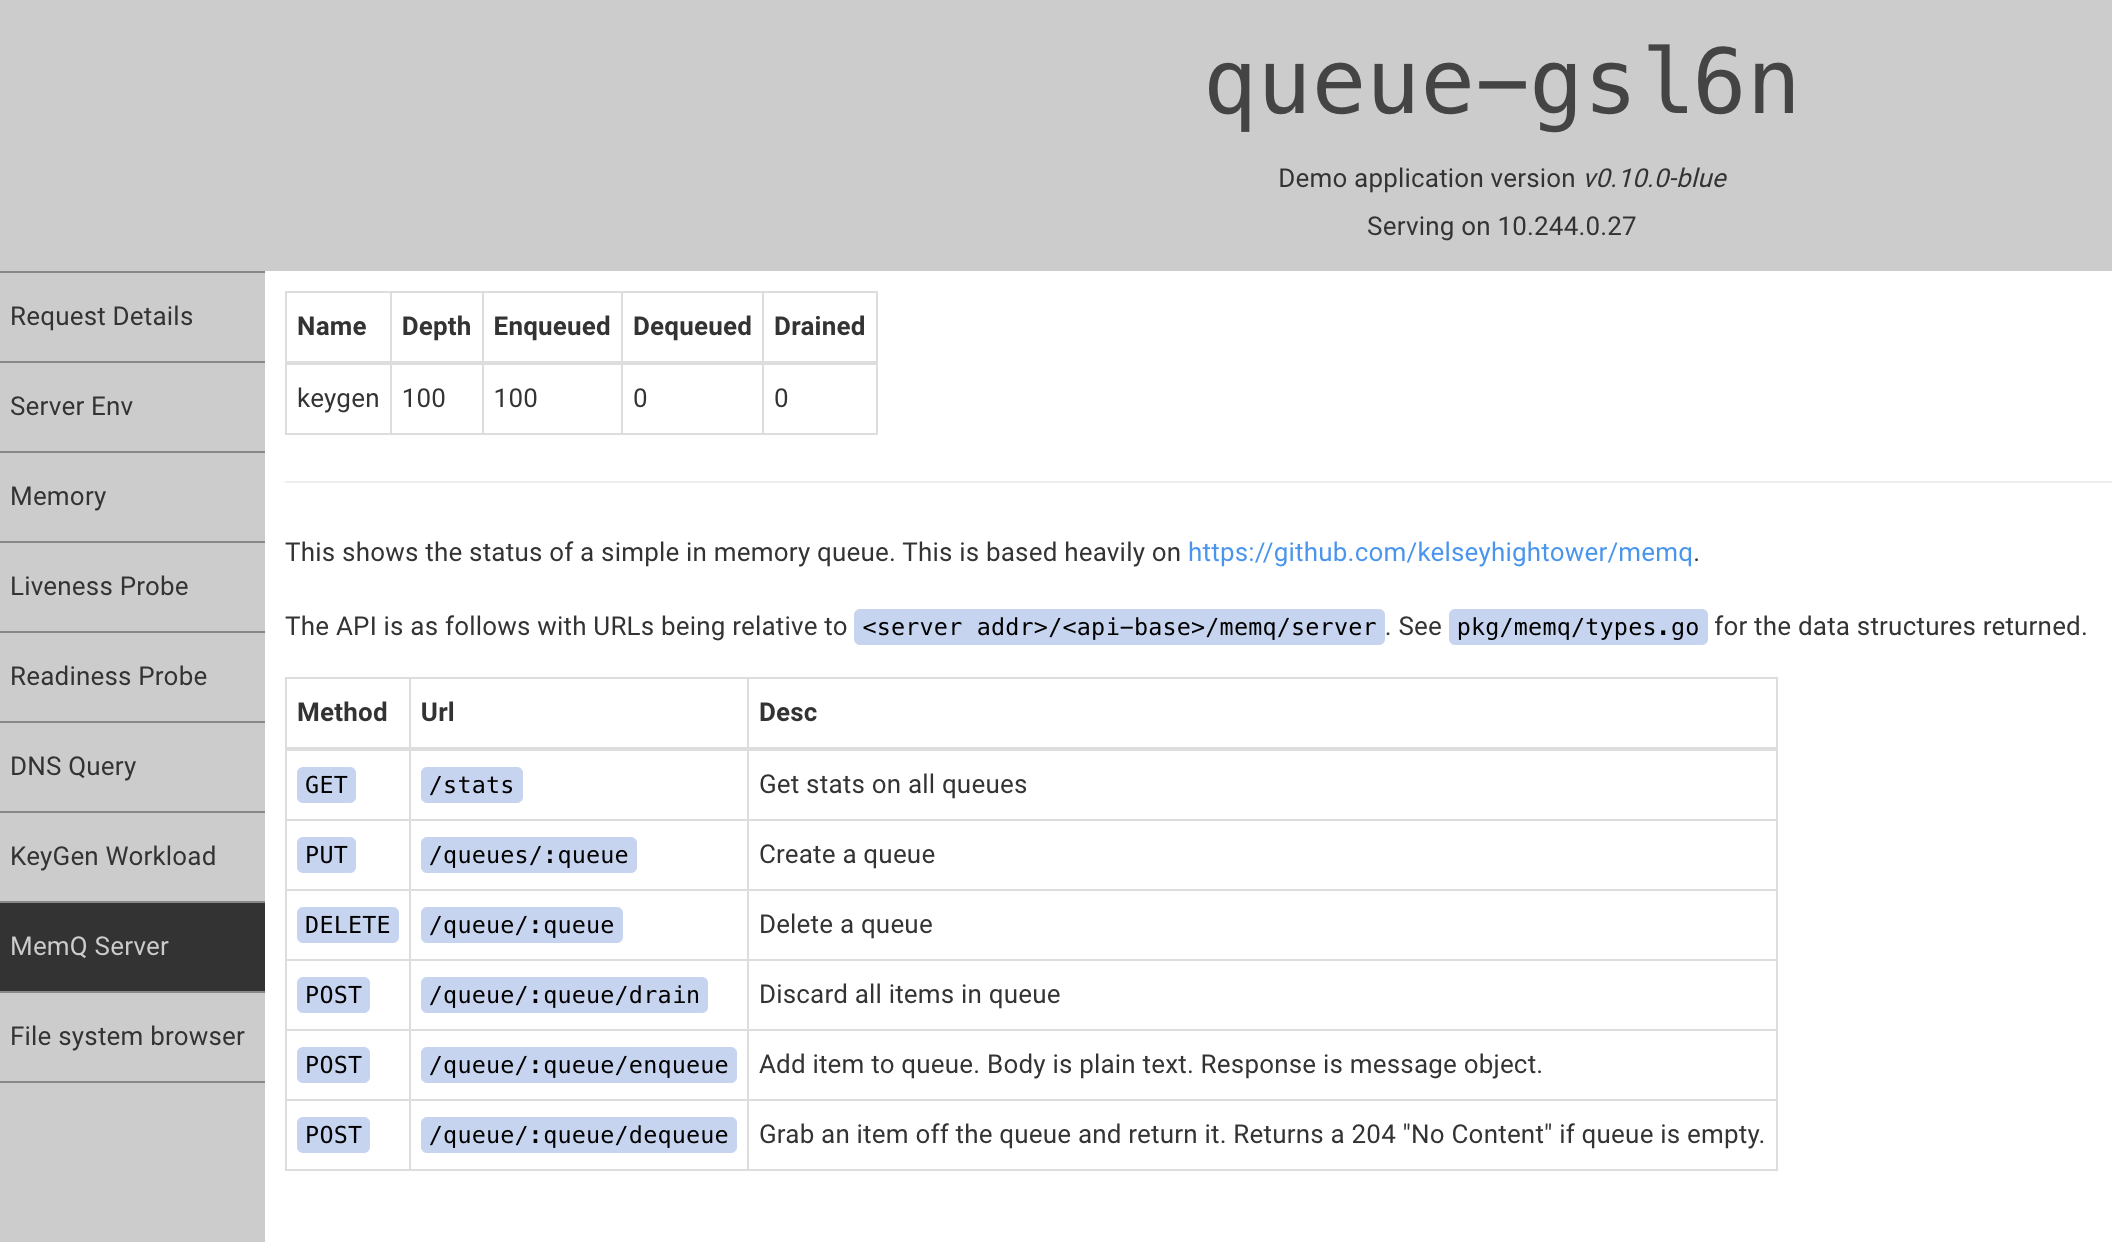 queue-gsl6n
Demo application version v0.10.0-blue
Serving on 10.244.0.27
Request Details
Server Env
Memory
Liveness Probe
Readiness Probe
DNS Query
KeyGen Workload
MemQ Server
File system browser
Name Depth Enqueued Dequeued Drained
keygen 100 100 0 0
This shows the status of a simple in memory queue. This is based heavily on https://github.com/kelseyhightower/memq.
The API is as follows with URLs being relative to <server addr>/<api-base>/memq/server. See pkg/memq/types.go for the data structures returned.
Method Url Desc
GET /stats Get stats on all queues
PUT /queues/:queue Create a queue
DELETE /queue/:queue Delete a queue
POST /queue/:queue/drain Discard all items in queue
POST /queue/:queue/enqueue Add item to queue. Body is plain text. Response is message object.
POST /queue/:queue/dequeue Grab an item off the queue and return it. Returns a 204 "No Content" if queue is empty.